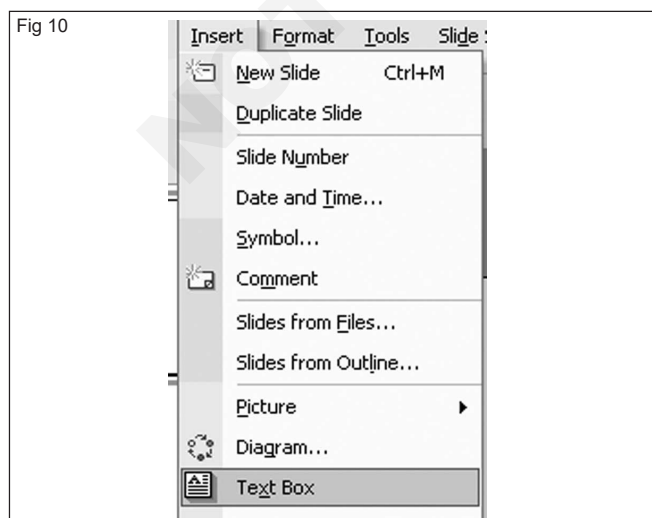 Fig 10
Insert Format Tools Slide
New Slide Ctrl+M
Duplicate Slide
Slide Number
Date and Time...
Symbol...
Comment
Slides from Files...
Slides from Outline...
Picture
Diagram...
Text Box
NOT